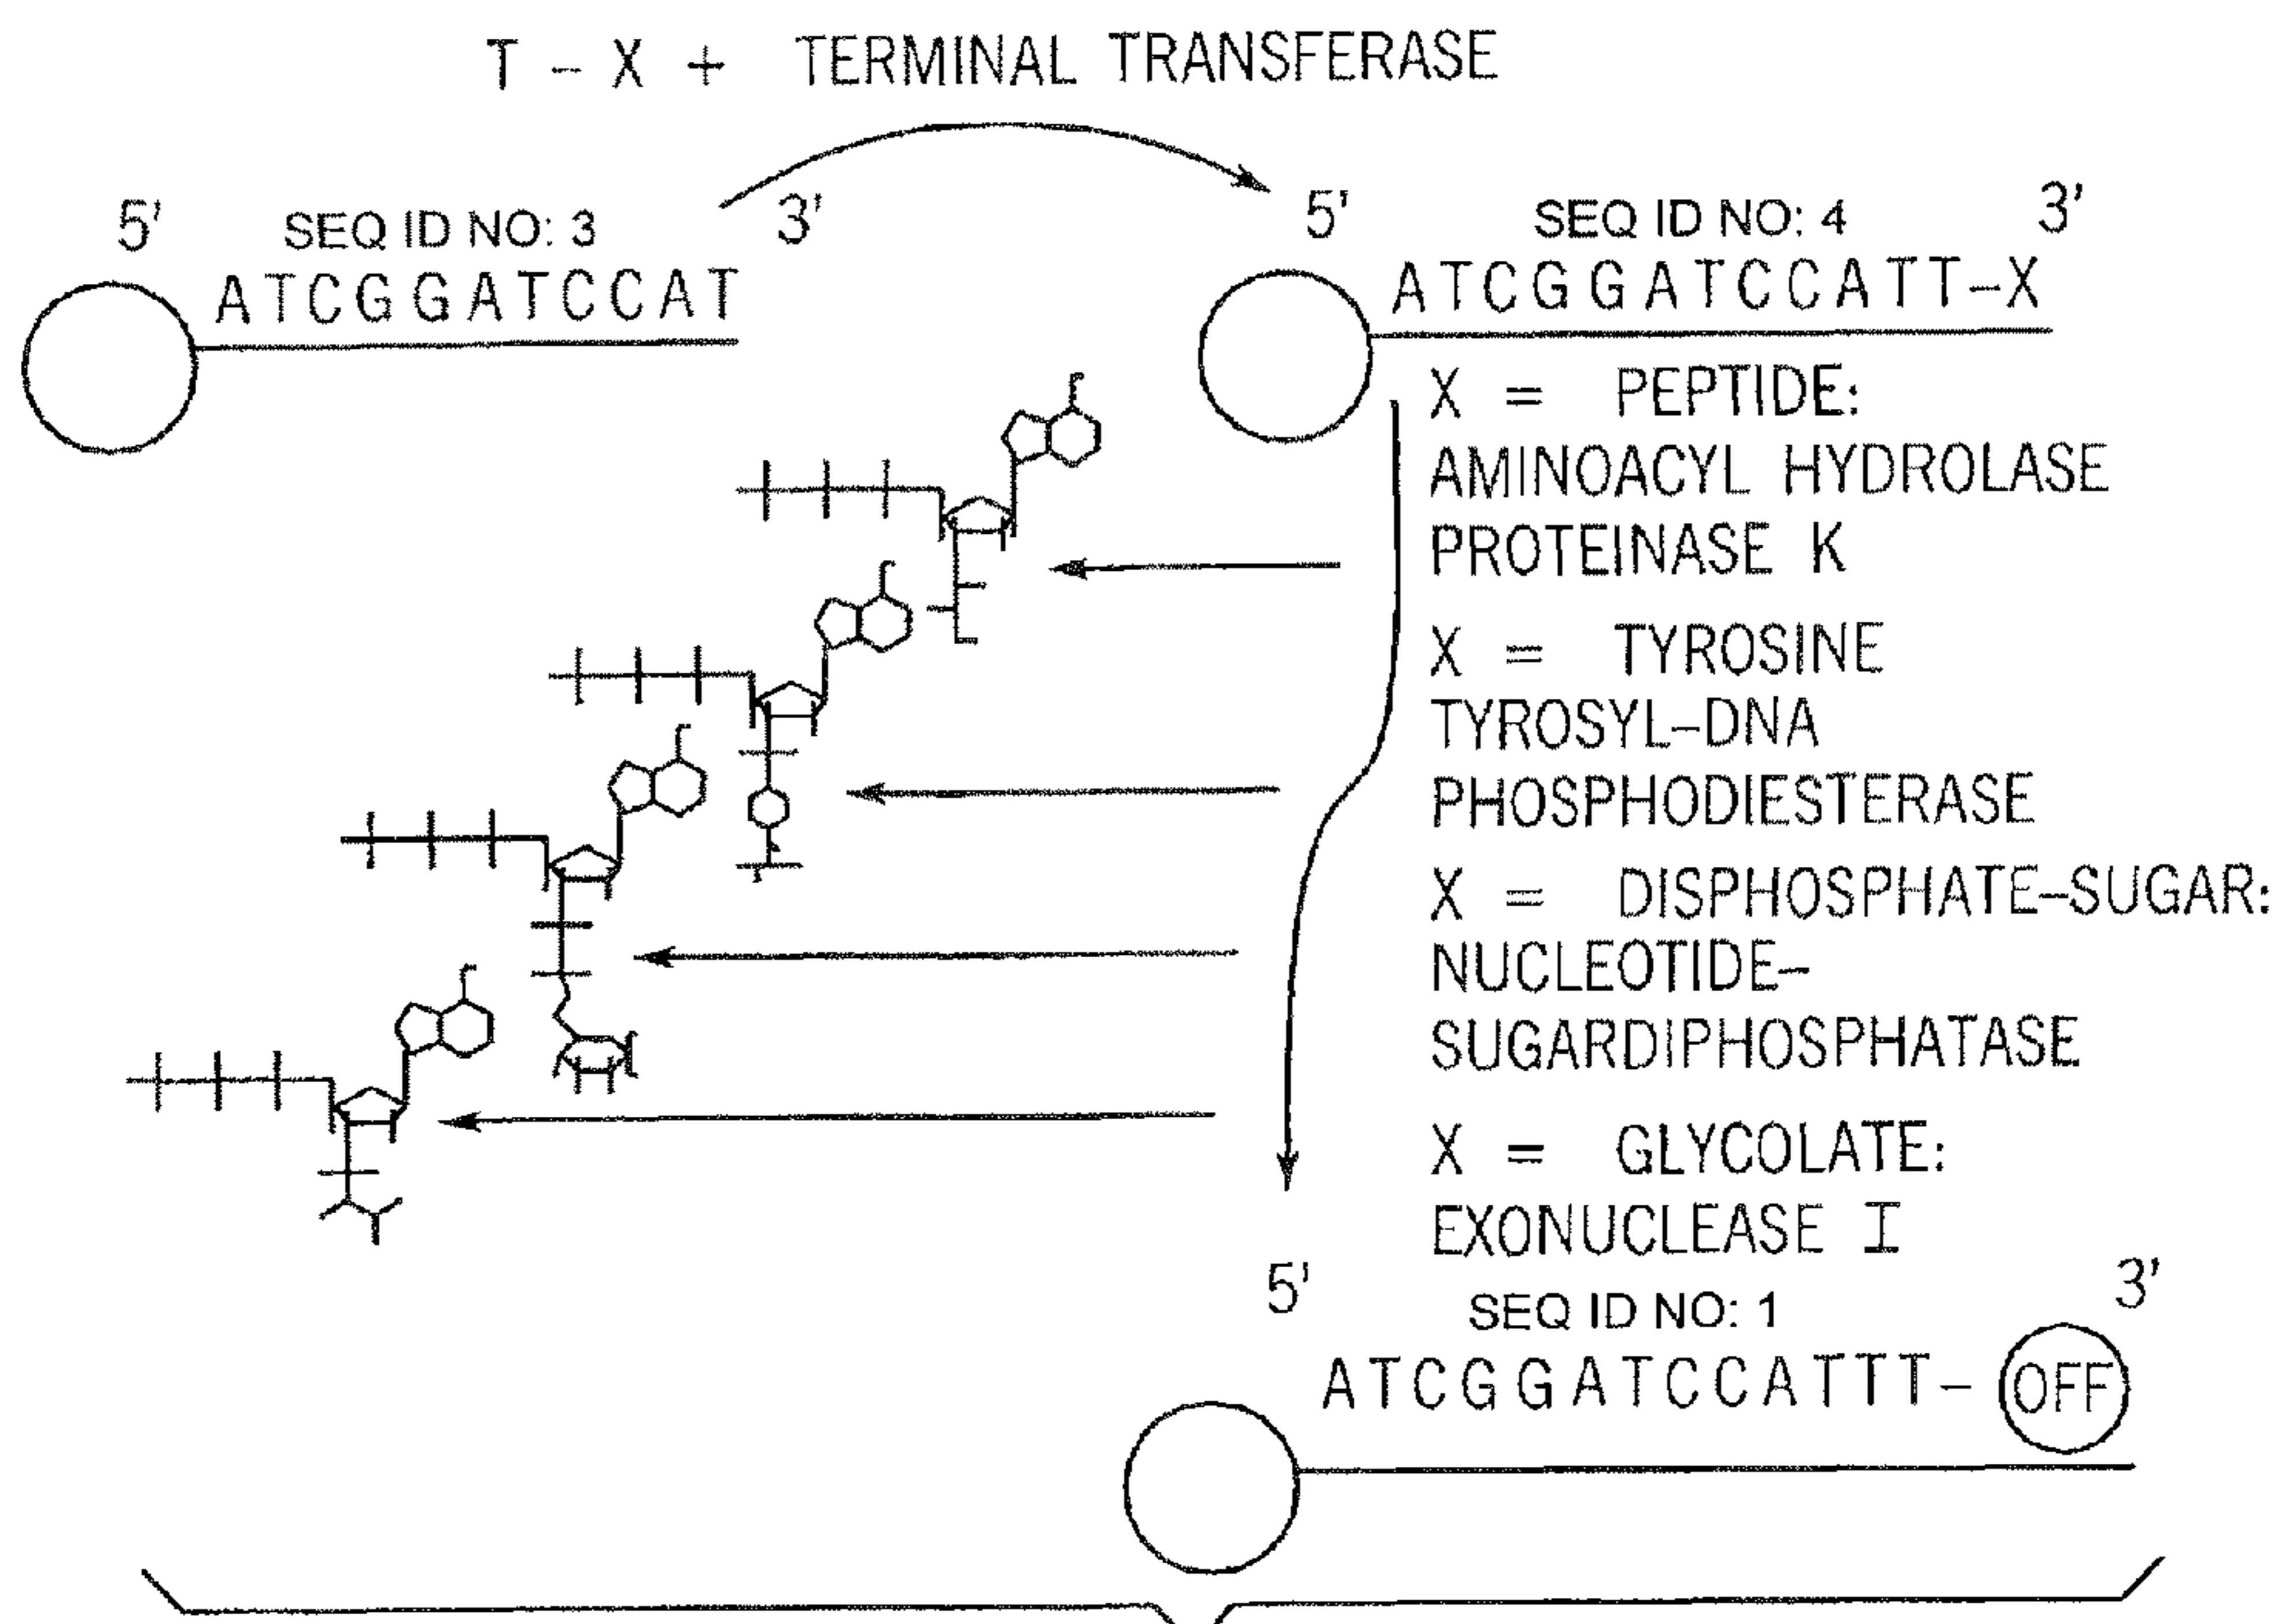 T - X + TERMINAL TRANSFERASE
5' SEQ ID NO: 3 3'
ATCGGATCCAT
5' SEQ ID NO: 4 3'
ATCGGATCCATT-X
X = PEPTIDE:
AMINOACYL HYDROLASE
PROTEINASE K
X = TYROSINE
TYROSYL-DNA
PHOSPHODIESTERASE
X = DISPHOSPHATE-SUGAR:
NUCLEOTIDE-
SUGARDIPHOSPHATASE
X = GLYCOLATE:
EXONUCLEASE I
5' SEQ ID NO: 1 3'
ATCGGATCCATTT- OFF